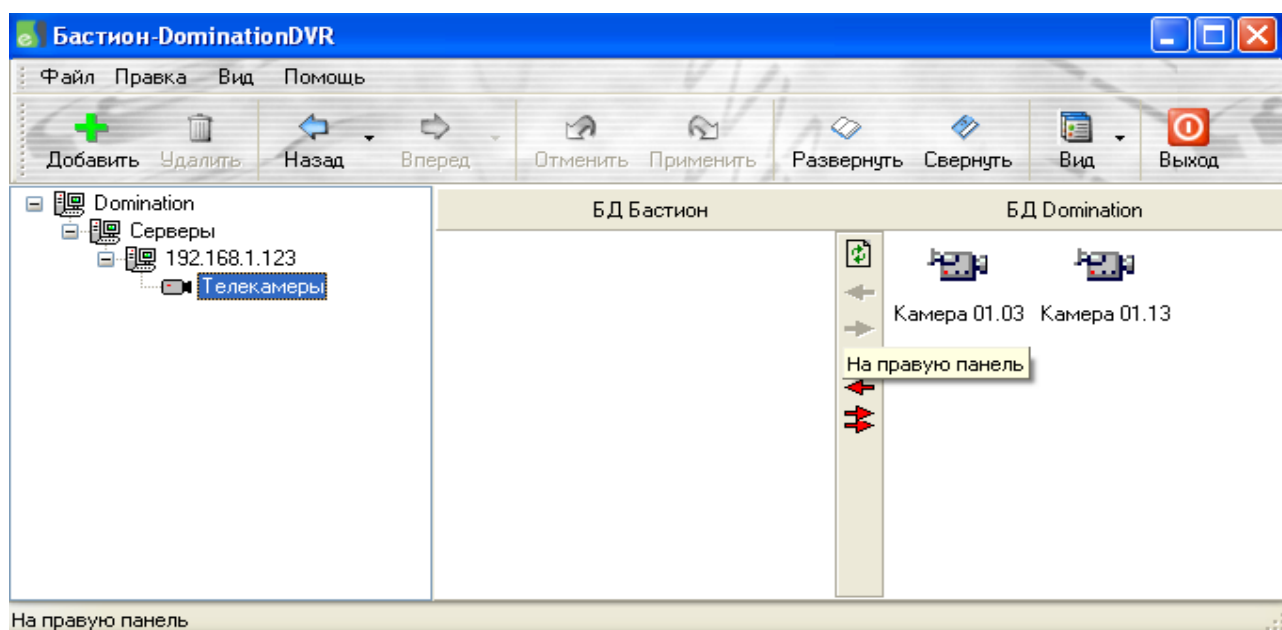 Бастион-DominationDVR
Файл Правка Вид Помощь
Добавить Удалить Назад Вперед Отменить Применить Развернуть Свернуть Вид Выход
Domination
Серверы
192.168.1.123
Телекамеры
БД Бастион БД Domination
Камера 01.03 Камера 01.13
На правую панель
На правую панель